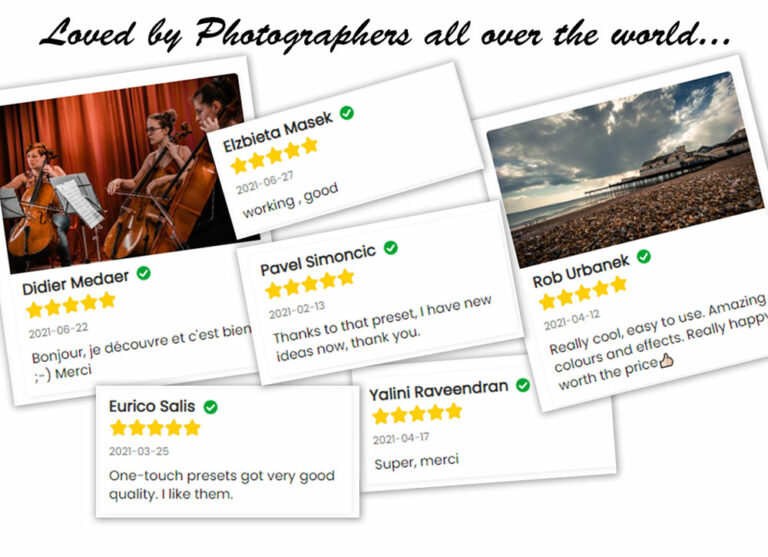 Loved by Photographers all over the world...
Elzbieta Masek
2021-06-27
working , good
Didier Medaer
2021-06-22
Bonjour, je découvre et c'est bien
;-) Merci
Pavel Simoncic
2021-02-13
Thanks to that preset, I have new
ideas now, thank you.
Rob Urbanek
2021-04-12
Really cool, easy to use. Amazing
colours and effects. Really happy
worth the price👍🏻
Eurico Salis
2021-03-25
One-touch presets got very good
quality. I like them.
Yalini Raveendran
2021-04-17
Super, merci